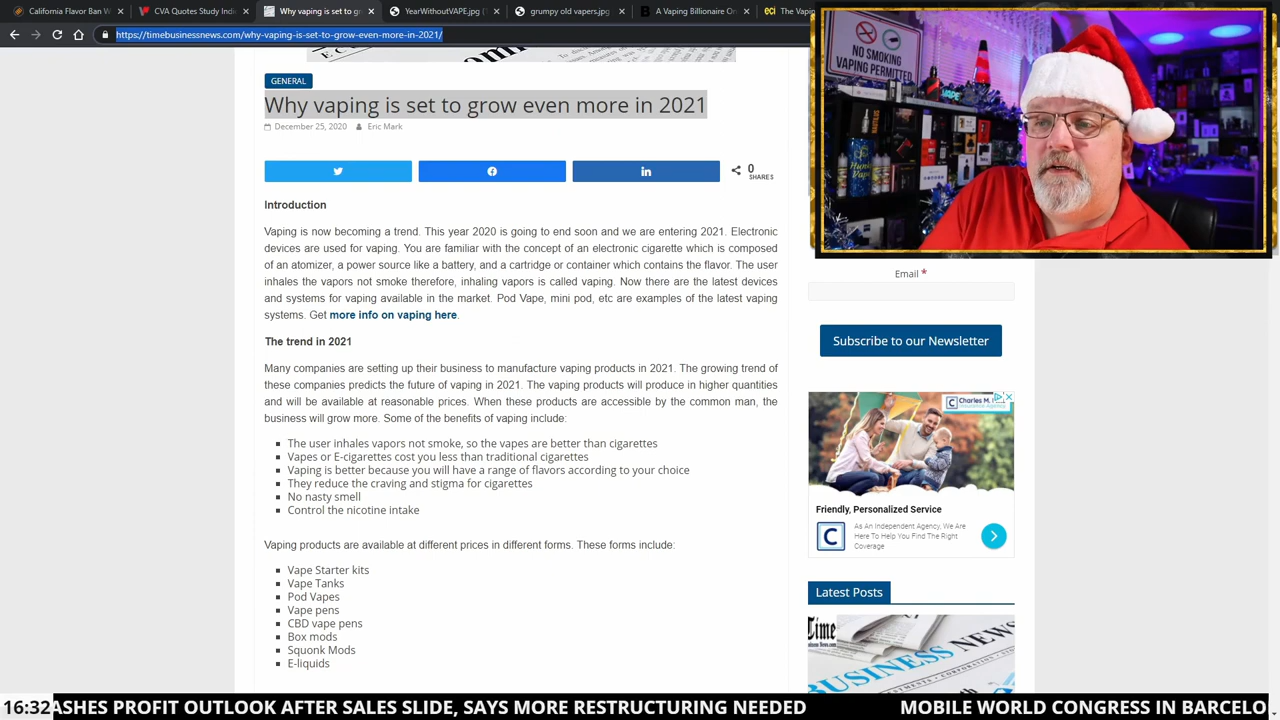 California Flavor Ban
CVA Quotes Study Indi
Why vaping is set to g
YearWithoutVAPE.jpg (
grumpy old vapers.jpg
A Vaping Billionaire O
The Vapi
https://timebusinessnews.com/why-vaping-is-set-to-grow-even-more-in-2021/
NO SMOKING
VAPING PERMITTED
VAPE
GENERAL
Why vaping is set to grow even more in 2021
December 25, 2020
Eric Mark
0
SHARES
Introduction
Vaping is now becoming a trend. This year 2020 is going to end soon and we are entering 2021. Electronic
devices are used for vaping. You are familiar with the concept of an electronic cigarette which is composed
of an atomizer, a power source like a battery, and a cartridge or container which contains the flavor. The user
inhales the vapors not smoke therefore, inhaling vapors is called vaping. Now there are the latest devices
and systems for vaping available in the market. Pod Vape, mini pod, etc are examples of the latest vaping
systems. Get more info on vaping here.
The trend in 2021
Many companies are setting up their business to manufacture vaping products in 2021. The growing trend of
these companies predicts the future of vaping in 2021. The vaping products will produce in higher quantities
and will be available at reasonable prices. When these products are accessible by the common man, the
business will grow more. Some of the benefits of vaping include:
The user inhales vapors not smoke, so the vapes are better than cigarettes
Vapes or E-cigarettes cost you less than traditional cigarettes
Vaping is better because you will have a range of flavors according to your choice
They reduce the craving and stigma for cigarettes
No nasty smell
Control the nicotine intake
Vaping products are available at different prices in different forms. These forms include:
Vape Starter kits
Vape Tanks
Pod Vapes
Vape pens
CBD vape pens
Box mods
Squonk Mods
E-liquids
Email *
Subscribe to our Newsletter
Charles M.
Friendly, Personalized Service
As An Independent Agency, We Are
Here To Help You Find The Right
Coverage
Latest Posts
Time
BUSINESS NEWS
16:32
ASHES PROFIT OUTLOOK AFTER SALES SLIDE, SAYS MORE RESTRUCTURING NEEDED
MOBILE WORLD CONGRESS IN BARCELO